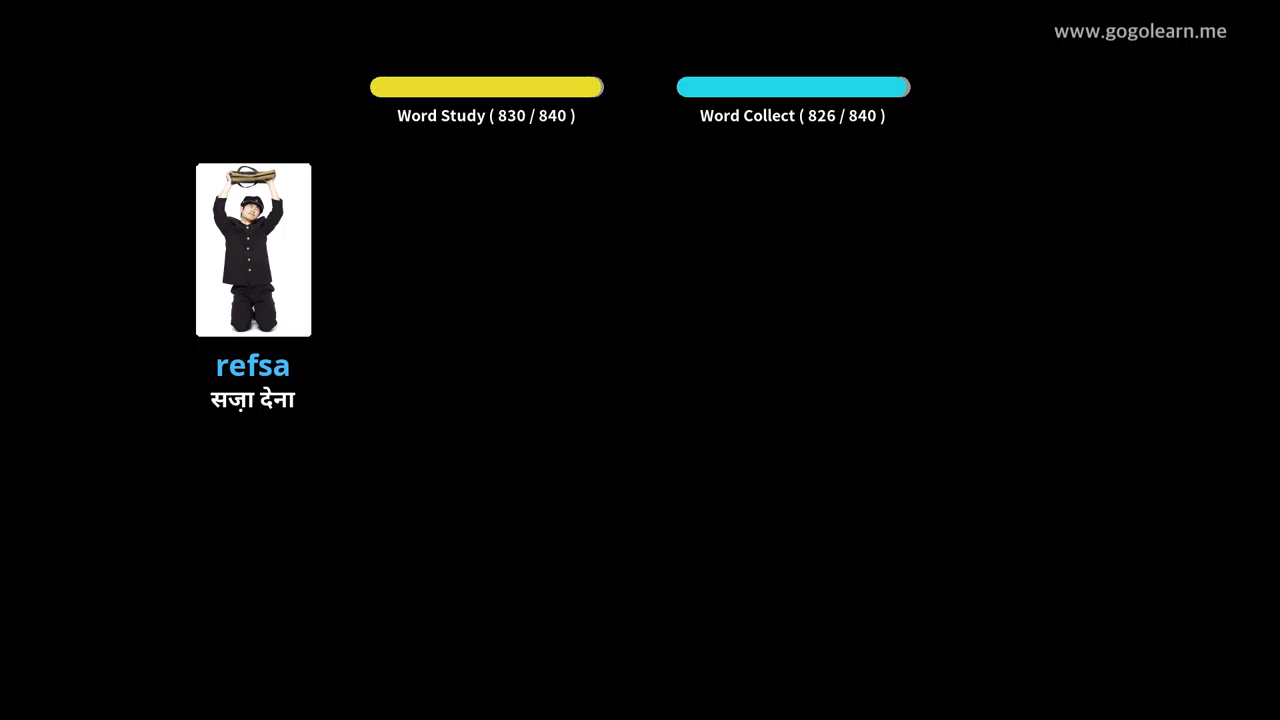 www.gogolearn.me
Word Study ( 830 / 840 )
Word Collect ( 826 / 840 )
refsa
सज़ा देना